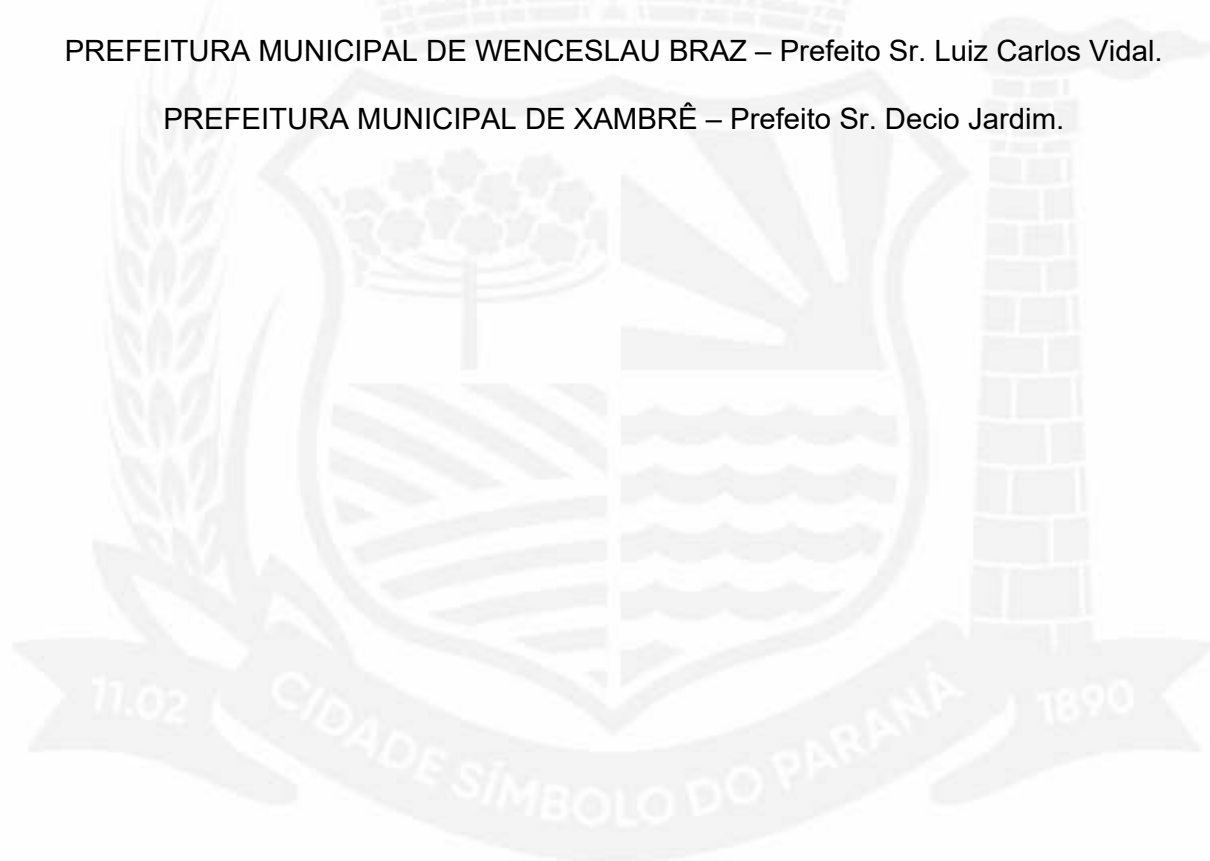 PREFEITURA MUNICIPAL DE WENCESLAU BRAZ – Prefeito Sr. Luiz Carlos Vidal.
PREFEITURA MUNICIPAL DE XAMBRÊ – Prefeito Sr. Decio Jardim.
11.02 CIDADE SÍMBOLO DO PARANÁ 1890